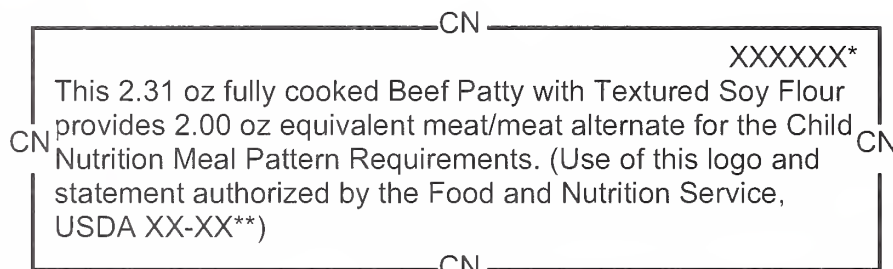 CN
XXXXXX*
This 2.31 oz fully cooked Beef Patty with Textured Soy Flour
CN provides 2.00 oz equivalent meat/meat alternate for the Child CN
Nutrition Meal Pattern Requirements. (Use of this logo and
statement authorized by the Food and Nutrition Service,
USDA XX-XX**)
CN